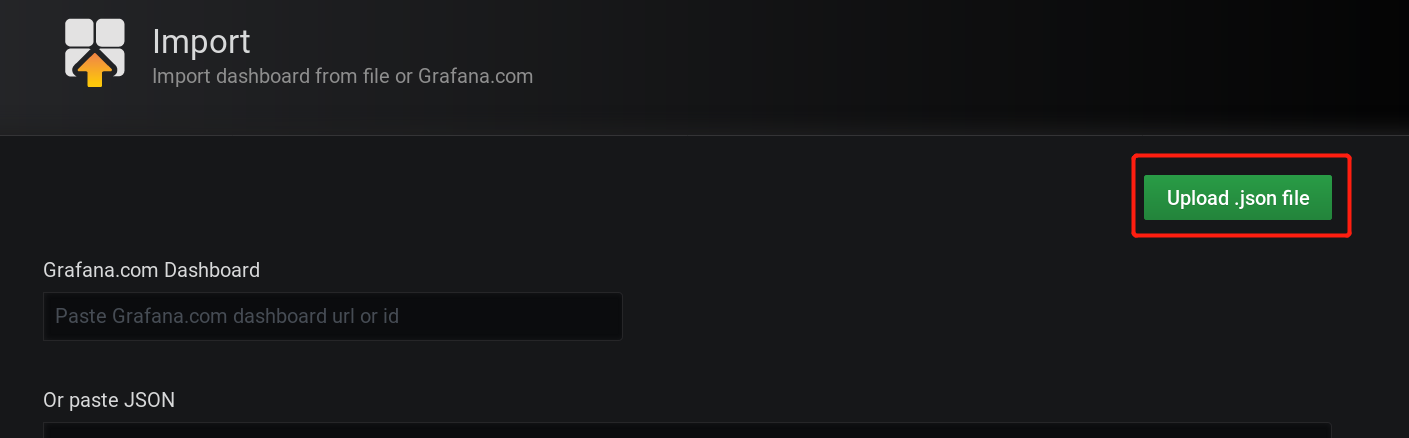 Import
Import dashboard from file or Grafana.com
Upload .json file
Grafana.com Dashboard
Paste Grafana.com dashboard url or id
Or paste JSON